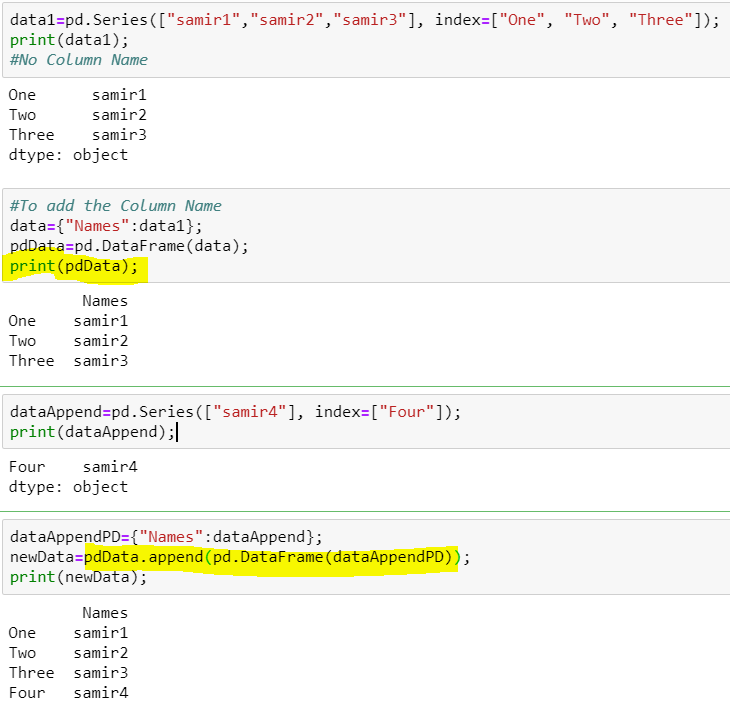 data1=pd.Series(["samir1","samir2","samir3"], index=["One", "Two", "Three"]);
print(data1);
#No Column Name
One      samir1
Two      samir2
Three    samir3
dtype: object
#To add the Column Name
data={"Names":data1};
pdData=pd.DataFrame(data);
print(pdData);
        Names
One    samir1
Two    samir2
Three  samir3
dataAppend=pd.Series(["samir4"], index=["Four"]);
print(dataAppend);
Four    samir4
dtype: object
dataAppendPD={"Names":dataAppend};
newData=pdData.append(pd.DataFrame(dataAppendPD));
print(newData);
        Names
One    samir1
Two    samir2
Three  samir3
Four   samir4